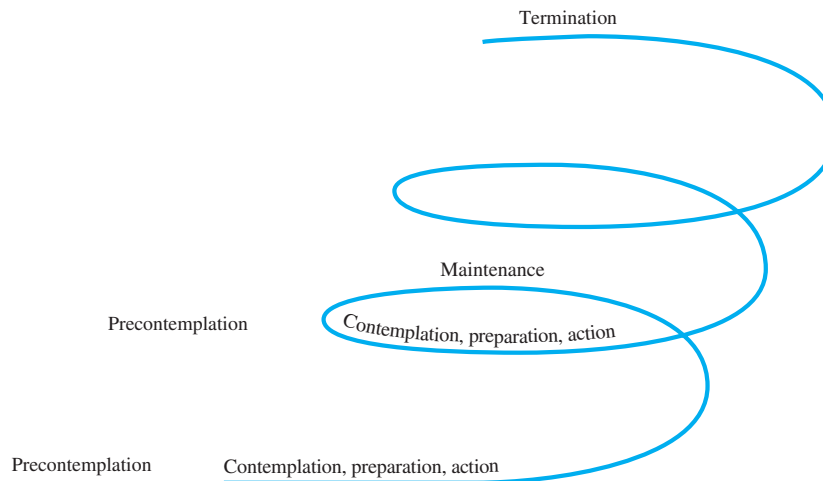 Termination
Maintenance
Precontemplation
Contemplation, preparation, action
Precontemplation
Contemplation, preparation, action